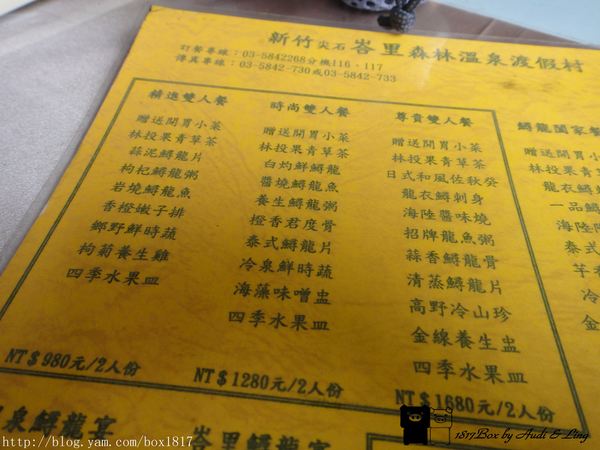 新竹尖石峇里森林溫泉渡假村
訂餐專線：03-5842268分機116、117
傳真專線：03-5842-730或03-5842-733
精進雙人餐
贈送開胃小菜
林投果青草茶
蒜泥鱘龍片
枸杞鱘龍粥
岩燒鱘龍魚
香橙嫩子排
鄉野鮮時蔬
枸菊養生雞
四季水果皿
NT＄980元/2人份
時尚雙人餐
贈送開胃小菜
林投果青草茶
白灼鮮鱘龍
醬燒鱘龍魚
養生鱘龍粥
橙香君度骨
泰式鱘龍片
冷泉鮮時蔬
海藻味噌盅
四季水果皿
NT＄1280元/2人份
尊貴雙人餐
贈送開胃小菜
林投果青草茶
日式和風佐秋葵
龍衣鱘刺身
海陸醬味燒
招牌龍魚粥
蒜香鱘龍骨
清蒸鱘龍片
高野冷山珍
金線養生盅
四季水果皿
NT＄1680元/2人份
鱘龍闔家餐
贈送開胃
林投果青
龍衣鱘
一品鱘
海陸
泰式
芋香
泉鱘龍宴
峇里鱘龍宴
http://blog.yam.com/box1817
1817Box by Audi & Ling